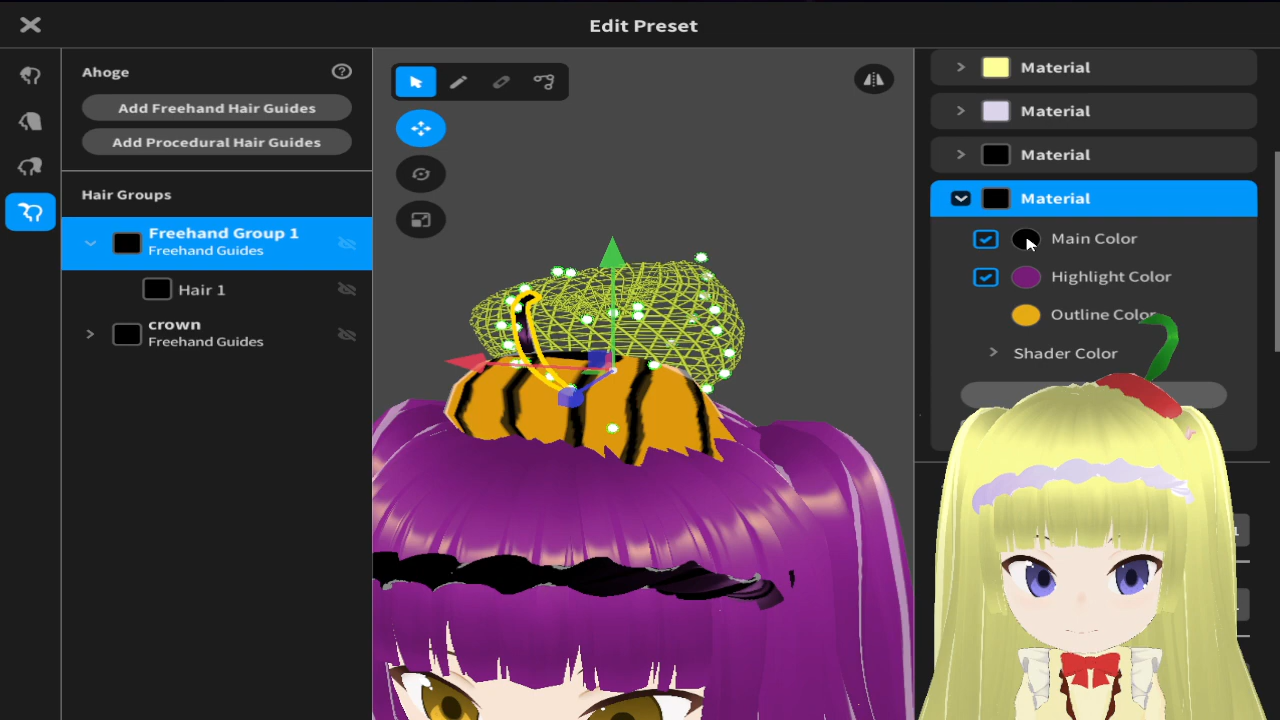 Edit Preset
Ahoge
Add Freehand Hair Guides
Add Procedural Hair Guides
Hair Groups
Freehand Group 1
Freehand Guides
Hair 1
crown
Freehand Guides
Material
Material
Material
Material
Main Color
Highlight Color
Outline Color
Shader Color